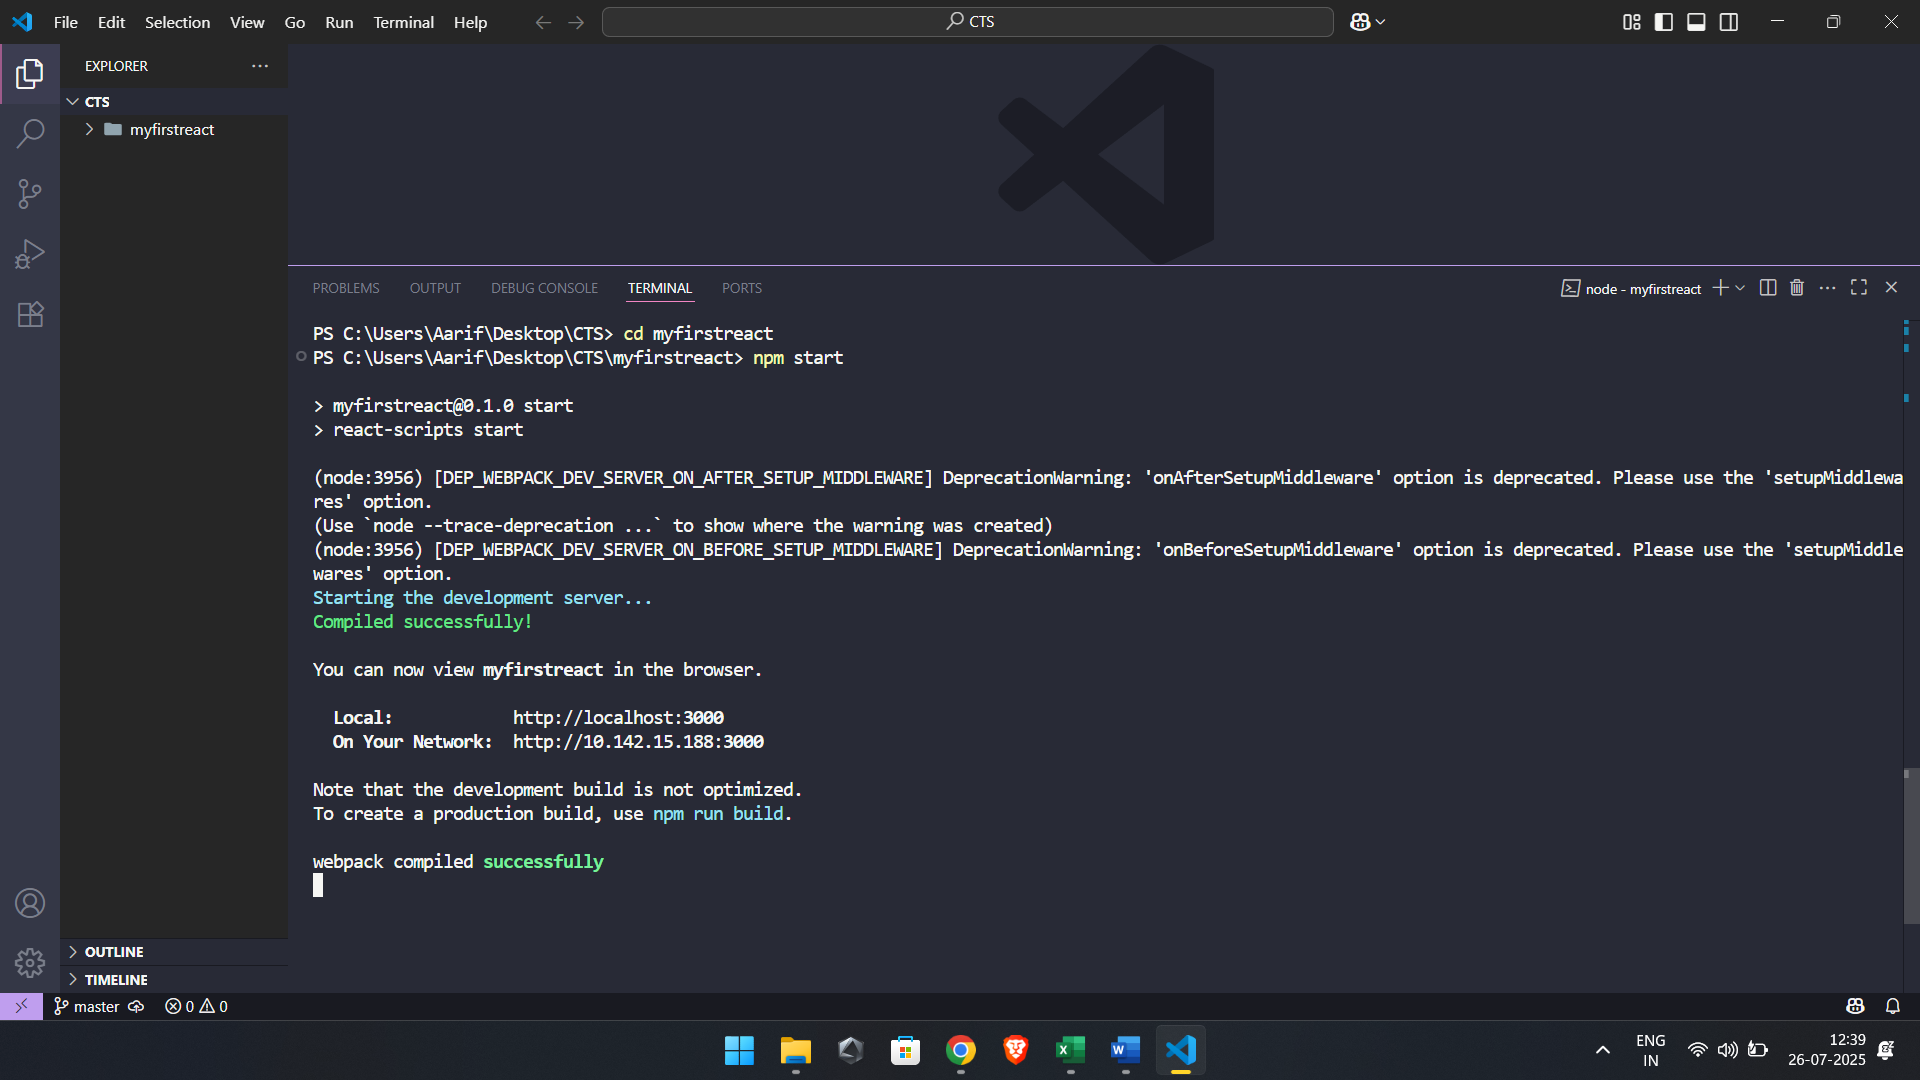 File Edit Selection View Go Run Terminal Help
CTS
EXPLORER
CTS
myfirstreact
PROBLEMS OUTPUT DEBUG CONSOLE TERMINAL PORTS
node - myfirstreact
PS C:\Users\Aarif\Desktop\CTS> cd myfirstreact
PS C:\Users\Aarif\Desktop\CTS\myfirstreact> npm start
> myfirstreact@0.1.0 start
> react-scripts start
(node:3956) [DEP_WEBPACK_DEV_SERVER_ON_AFTER_SETUP_MIDDLEWARE] DeprecationWarning: 'onAfterSetupMiddleware' option is deprecated. Please use the 'setupMiddlewa
res' option.
(Use `node --trace-deprecation ...` to show where the warning was created)
(node:3956) [DEP_WEBPACK_DEV_SERVER_ON_BEFORE_SETUP_MIDDLEWARE] DeprecationWarning: 'onBeforeSetupMiddleware' option is deprecated. Please use the 'setupMiddle
wares' option.
Starting the development server...
Compiled successfully!
You can now view myfirstreact in the browser.
Local: http://localhost:3000
On Your Network: http://10.142.15.188:3000
Note that the development build is not optimized.
To create a production build, use npm run build.
webpack compiled successfully
OUTLINE
TIMELINE
master 0 0
ENG
IN
12:39
26-07-2025